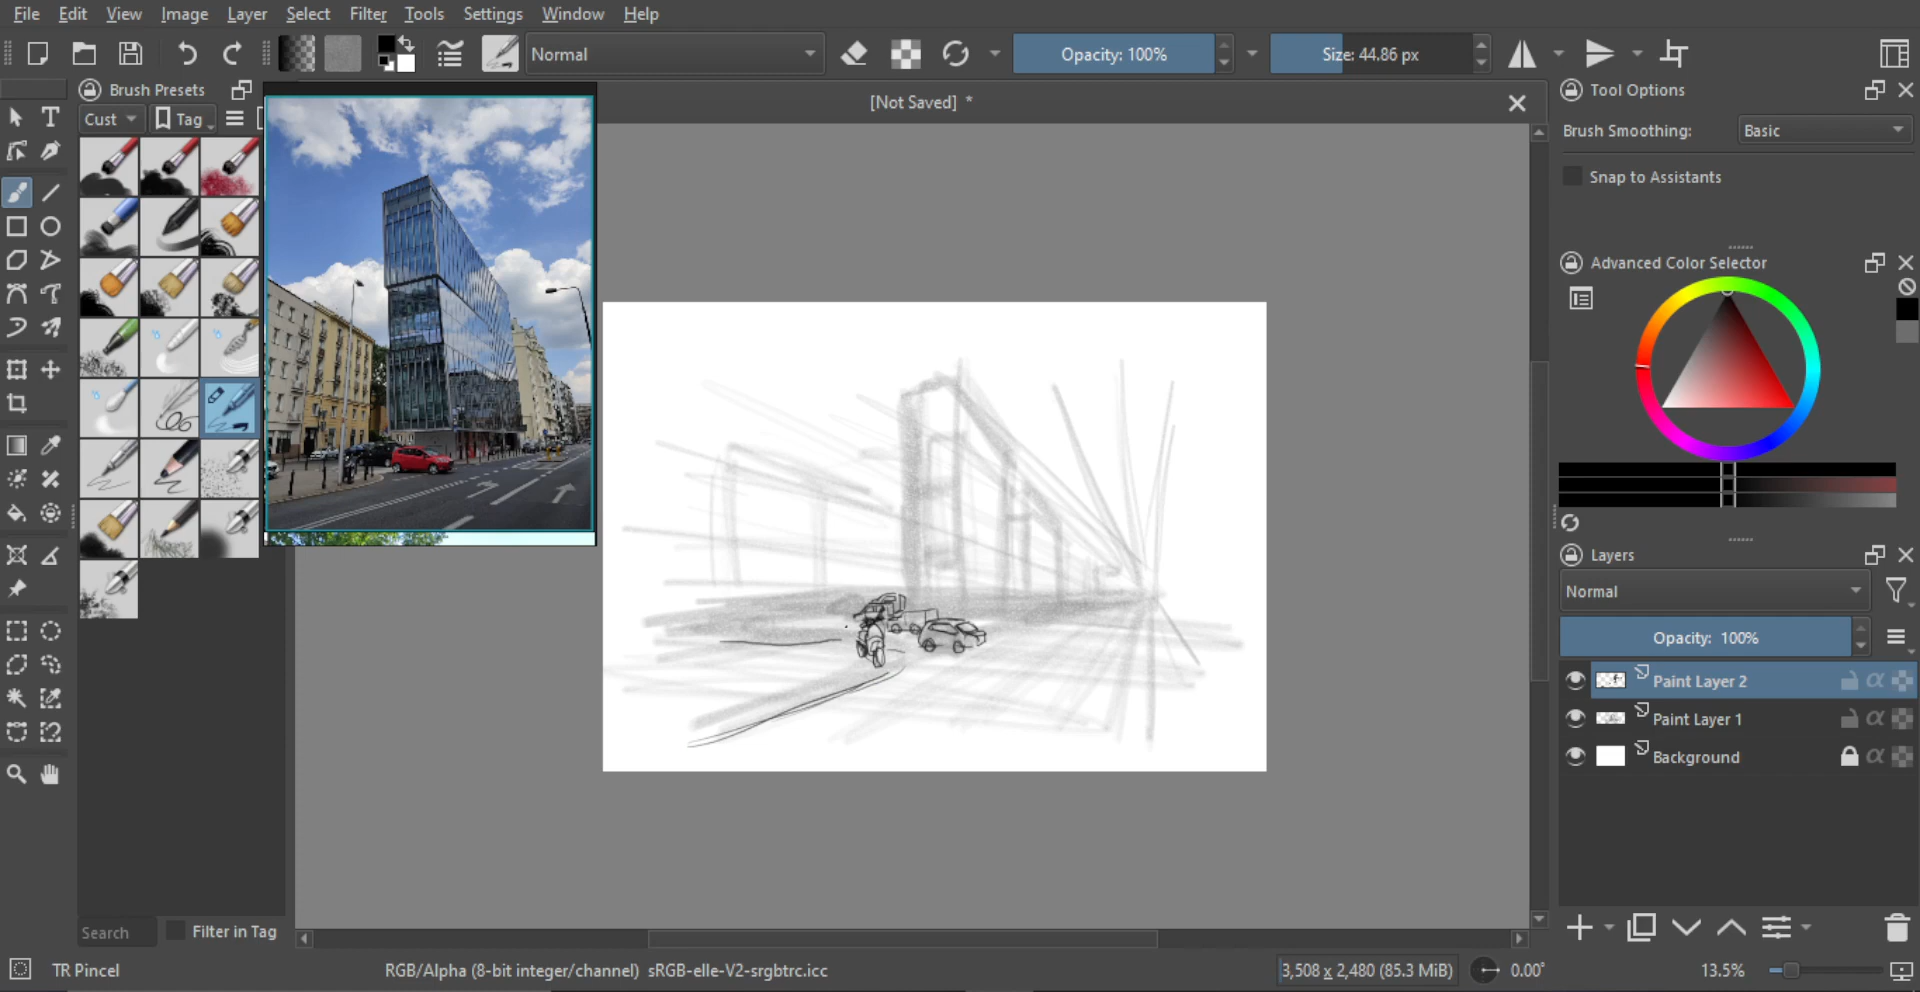 File Edit View Image Layer Select Filter Tools Settings Window Help
Normal Opacity: 100% Size: 44.86 px
Brush Presets
Cust Tag
[Not Saved] *
Tool Options
Brush Smoothing: Basic
Snap to Assistants
Advanced Color Selector
Layers
Normal
Opacity: 100%
Paint Layer 2
Paint Layer 1
Background
Search Filter in Tag
TR Pincel RGB/Alpha (8-bit integer/channel) sRGB-elle-V2-srgbtrc.icc 3,508 x 2,480 (85.3 MiB) 0.00° 13.5%